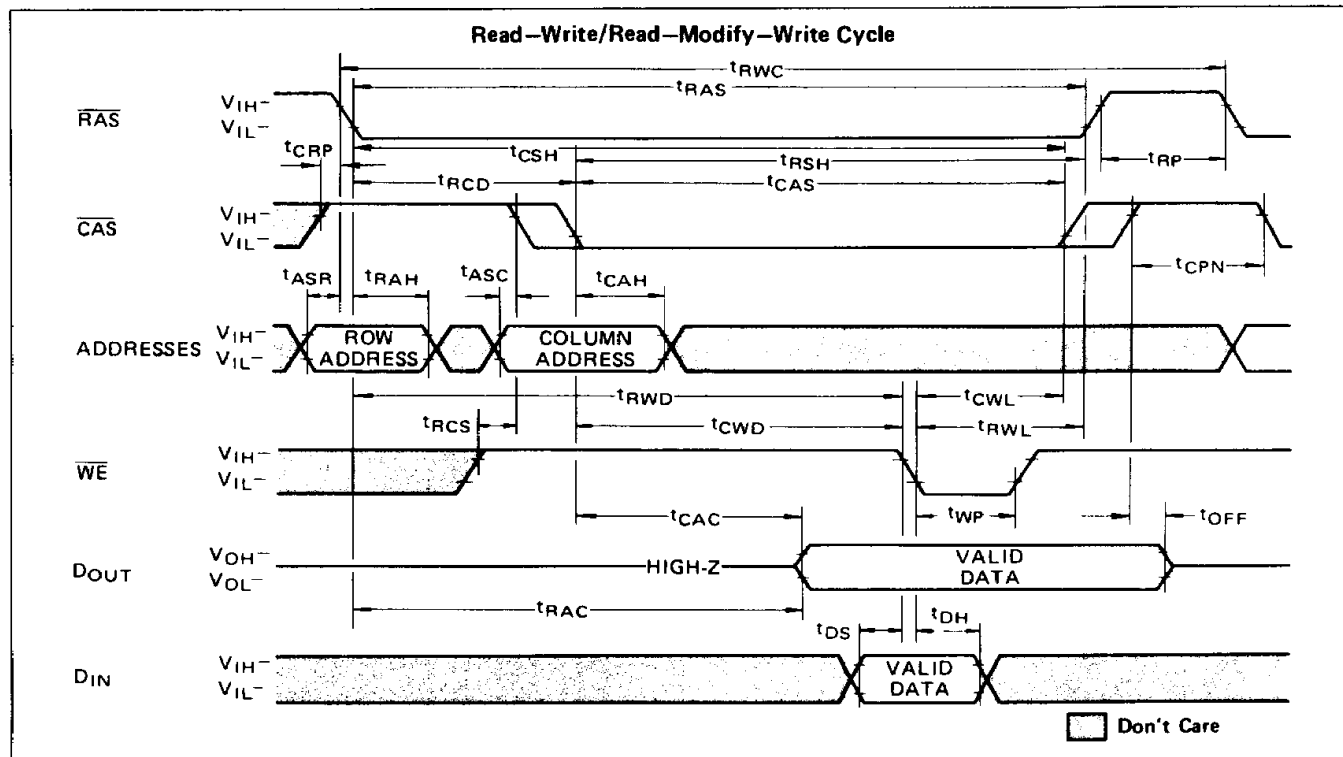 Read–Write/Read–Modify–Write Cycle
tRWC
tRAS
RAS
VIH–
VIL–
tCRP
tCSH
tRSH
tRP
tRCD
tCAS
CAS
VIH–
VIL–
tASR
tRAH
tASC
tCAH
tCPN
ADDRESSES
VIH–
VIL–
ROW
ADDRESS
COLUMN
ADDRESS
tRWD
tCWL
tRCS
tCWD
tRWL
WE
VIH–
VIL–
tCAC
tWP
tOFF
DOUT
VOH–
VOL–
HIGH-Z
VALID
DATA
tRAC
tDS
tDH
DIN
VIH–
VIL–
VALID
DATA
Don't Care